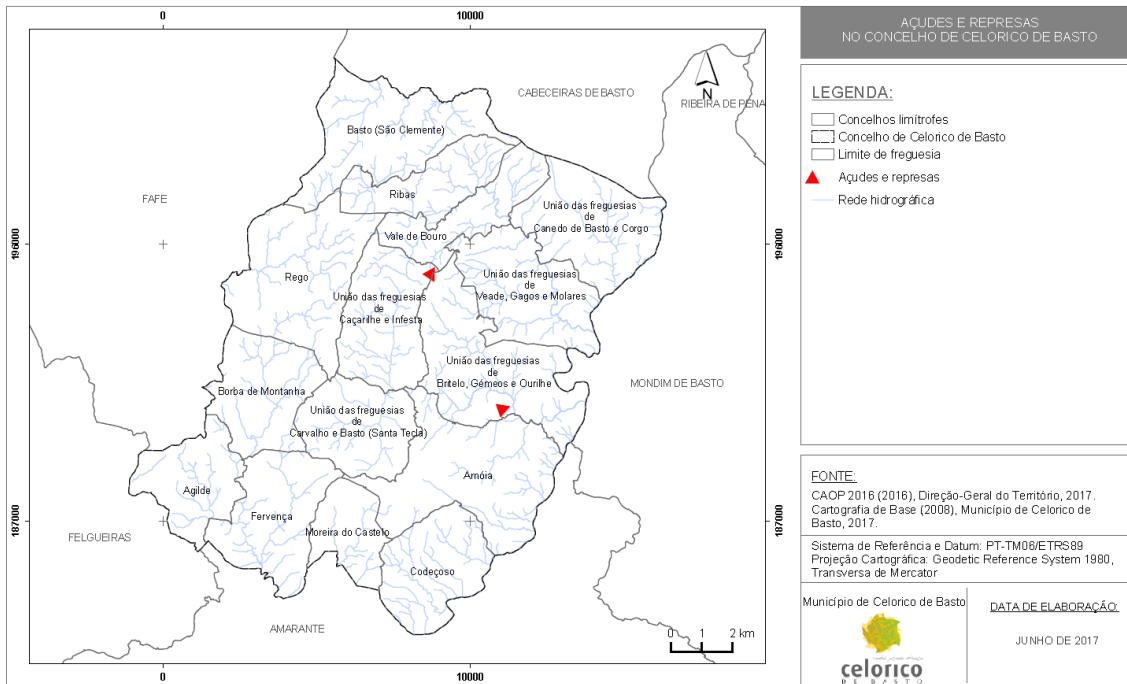 0
10000
AÇUDES E REPRESAS
NO CONCELHO DE CELORICO DE BASTO
N
CABECEIRAS DE BASTO
RIBEIRA DE PENA
LEGENDA:
Concelhos limítrofes
Concelho de Celorico de Basto
Limite de freguesia
Açudes e represas
Rede hidrográfica
Basto (São Clemente)
FAFE
Ribas
União das freguesias
de
Canedo de Basto e Corgo
Vale de Bouro
196000
196000
Rego
União das freguesias
de
Veade, Gagos e Molares
União das freguesias
de
Caçarilhe e Infesta
União das freguesias
de
Britelo, Gémeos e Ourilhe
MONDIM DE BASTO
Borba de Montanha
União das freguesias
de
Carvalho e Basto (Santa Tecla)
Arnóia
Agilde
Fervença
187000
187000
FELGUEIRAS
Moreira do Castelo
Codeçoso
AMARANTE
0 1 2 km
0
10000
FONTE:
CAOP 2016 (2016), Direção-Geral do Território, 2017.
Cartografia de Base (2008), Município de Celorico de
Basto, 2017.
Sistema de Referência e Datum: PT-TM06/ETRS89
Projeção Cartográfica: Geodetic Reference System 1980,
Transversa de Mercator
Município de Celorico de Basto
celorico
DE BASTO
DATA DE ELABORAÇÃO:
JUNHO DE 2017